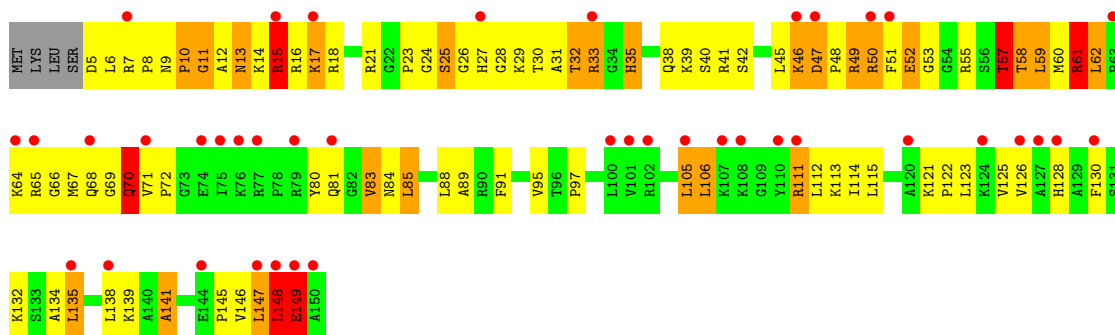 MET LYS LEU SER D5 L6 R7 P8 N9 P10 G11 A12 N13 K14 R15 R16 K17 R18 R21 G22 P23 G24 S25 G26 H27 G28 K29 T30 A31 T32 R33 G34 H35 Q38 K39 S40 R41 S42 L45 K46 D47 P48 R49 R50 F51 E52 G53 G54 R55 S56 T57 T58 L59 M60 R61 L62
K64 R65 G66 M67 Q68 G69 Q70 V71 P72 G73 E74 I75 K76 R77 P78 R79 Y80 Q81 G82 V83 N84 L85 L88 A89 R90 F91 V95 T96 P97 L100 V101 R102 L105 L106 K107 K108 G109 Y110 R111 L112 K113 I114 L115 A120 K121 P122 L123 K124 V125 V126 A127 H128 A129 F130
K132 S133 A134 L135 L138 K139 A140 A141 E144 P145 V146 L147 L148 E149 A150